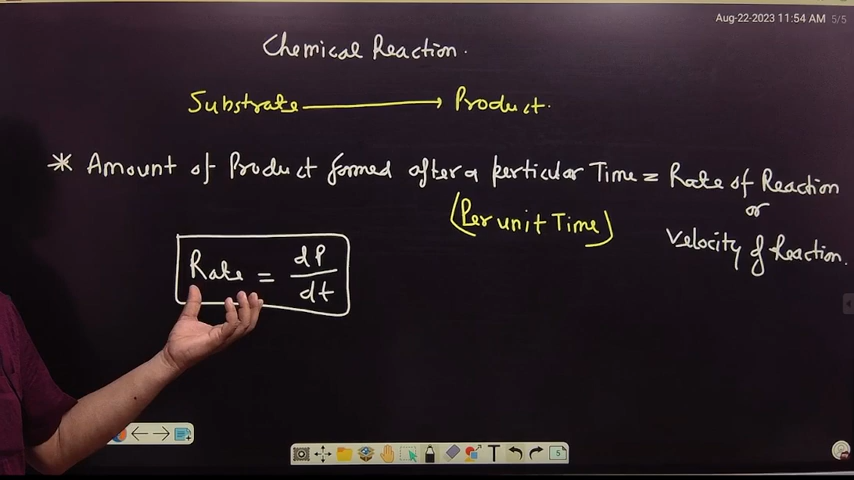 Aug-22-2023 11:54 AM 5/5
Chemical Reaction.
Substrate → Product.
* Amount of Product formed after a perticular Time = Rate of Reaction
(Per unit Time)
or
Velocity of Reaction.
Rate = dP/dt
T
S